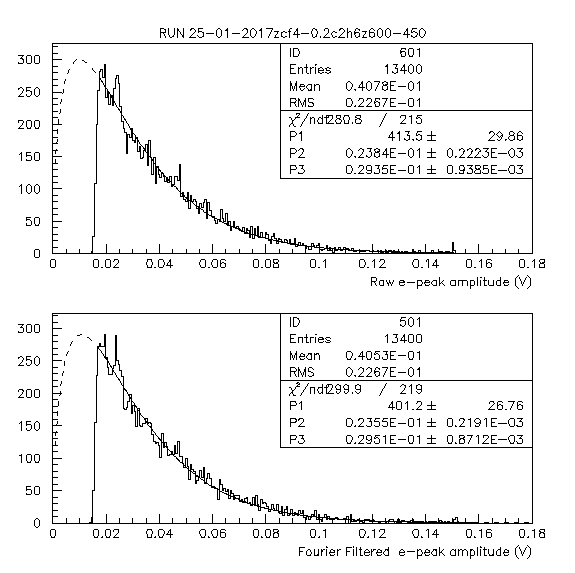 RUN 25-01-2017zcf4-0.2c2h6z600-450
ID 601
Entries 13400
Mean 0.4078E-01
RMS 0.2267E-01
χ²/ndf 280.8 / 215
P1 413.5 ± 29.86
P2 0.2384E-01 ± 0.2223E-03
P3 0.2935E-01 ± 0.9385E-03
300
250
200
150
100
50
0
0 0.02 0.04 0.06 0.08 0.1 0.12 0.14 0.16 0.18
Raw e-peak amplitude (V)
ID 501
Entries 13400
Mean 0.4053E-01
RMS 0.2267E-01
χ²/ndf 299.9 / 219
P1 401.2 ± 26.76
P2 0.2355E-01 ± 0.2191E-03
P3 0.2951E-01 ± 0.8712E-03
300
250
200
150
100
50
0
0 0.02 0.04 0.06 0.08 0.1 0.12 0.14 0.16 0.18
Fourier Filtered e-peak amplitude (V)